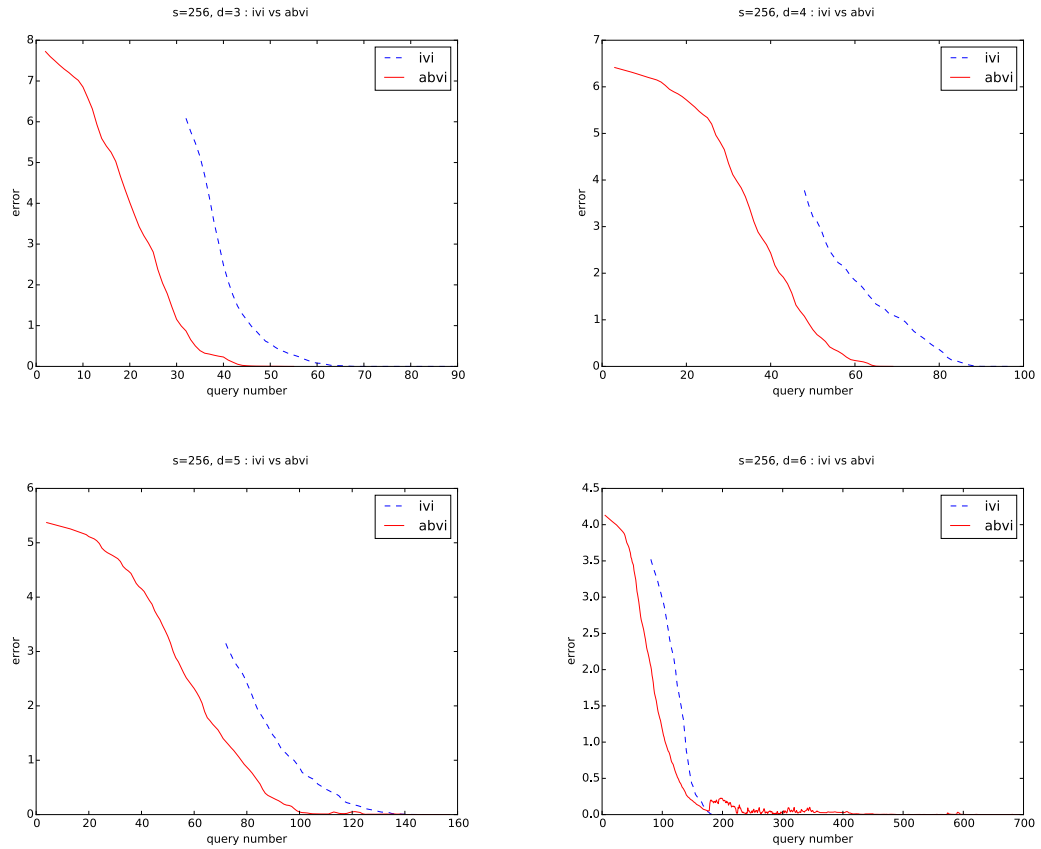 s=256, d=3 : ivi vs abvi
8
7
6
5
4
3
2
1
0
error
ivi
abvi
0 10 20 30 40 50 60 70 80 90
query number
s=256, d=4 : ivi vs abvi
7
6
5
4
3
2
1
0
error
ivi
abvi
0 20 40 60 80 100
query number
s=256, d=5 : ivi vs abvi
6
5
4
3
2
1
0
error
ivi
abvi
0 20 40 60 80 100 120 140 160
query number
s=256, d=6 : ivi vs abvi
4.5
4.0
3.5
3.0
2.5
2.0
1.5
1.0
0.5
0.0
error
ivi
abvi
0 100 200 300 400 500 600 700
query number